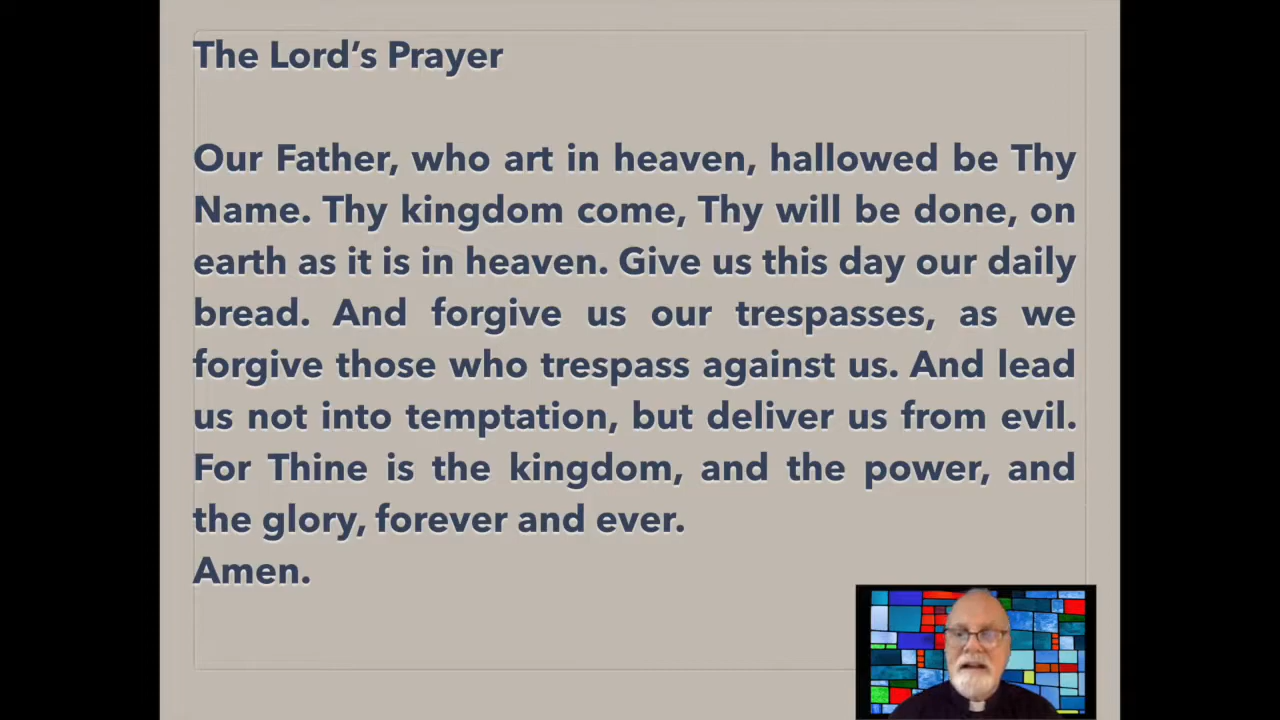 The Lord’s Prayer
Our Father, who art in heaven, hallowed be Thy
Name. Thy kingdom come, Thy will be done, on
earth as it is in heaven. Give us this day our daily
bread. And forgive us our trespasses, as we
forgive those who trespass against us. And lead
us not into temptation, but deliver us from evil.
For Thine is the kingdom, and the power, and
the glory, forever and ever.
Amen.